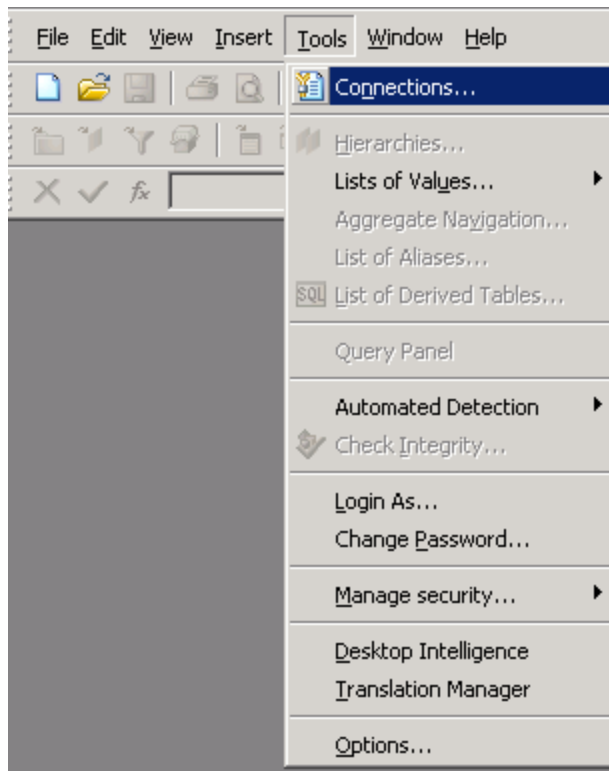 File Edit View Insert Tools Window Help
Connections...
fx
Hierarchies...
Lists of Values...
Aggregate Navigation...
List of Aliases...
SQL List of Derived Tables...
Query Panel
Automated Detection
Check Integrity...
Login As...
Change Password...
Manage security...
Desktop Intelligence
Translation Manager
Options...